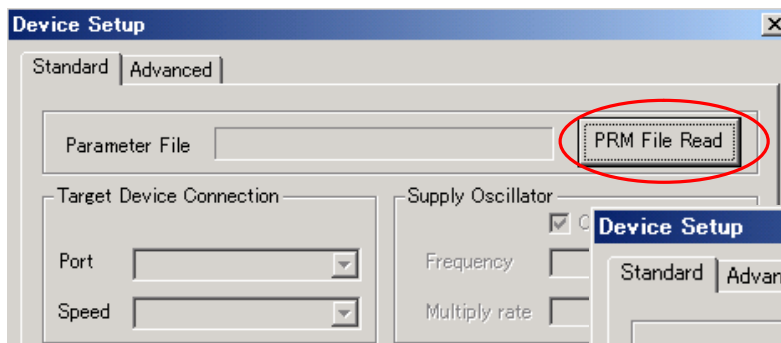 Device Setup
Standard Advanced
Parameter File PRM File Read
Target Device Connection Supply Oscillator
Port Frequency
Speed Multiply rate
Device Setup
Standard